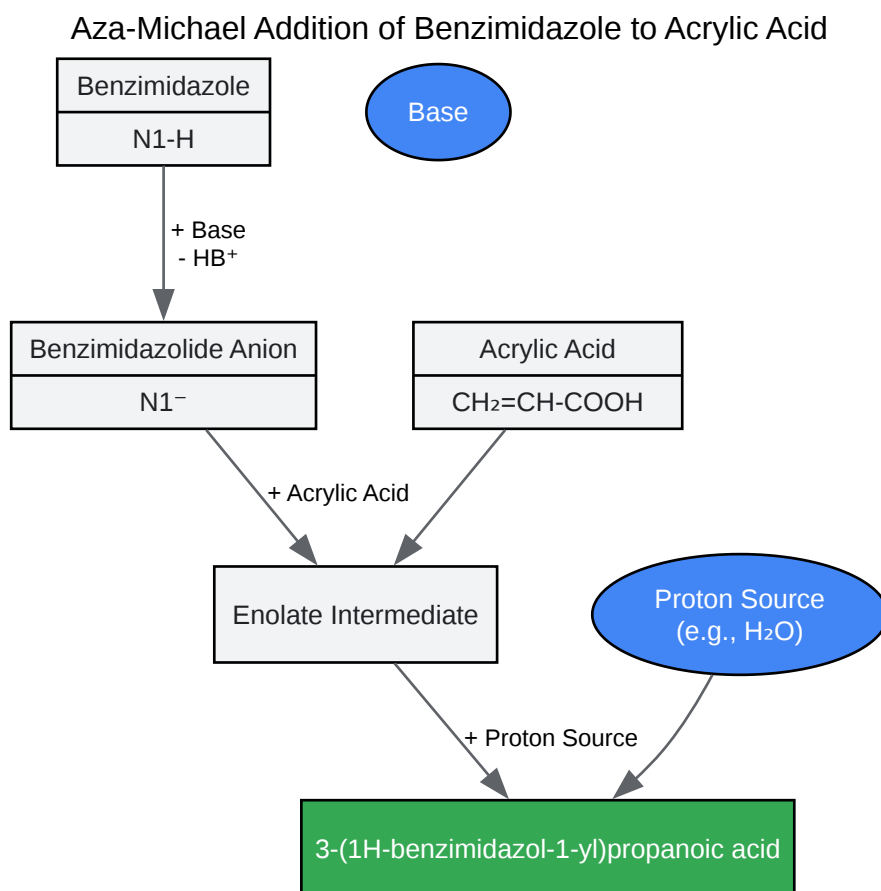 Aza-Michael Addition of Benzimidazole to Acrylic Acid
Benzimidazole
N1-H
Base
+ Base
- HB⁺
Benzimidazolide Anion
N1⁻
Acrylic Acid
CH₂=CH-COOH
+ Acrylic Acid
Enolate Intermediate
Proton Source
(e.g., H₂O)
+ Proton Source
3-(1H-benzimidazol-1-yl)propanoic acid